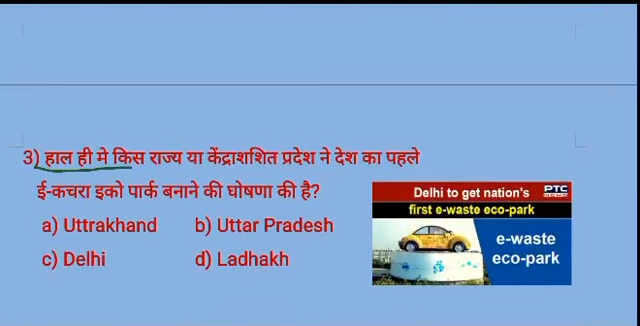 3) हाल ही मे किस राज्य या केंद्राशशित प्रदेश ने देश का पहले
ई-कचरा इको पार्क बनाने की घोषणा की है?
a) Uttrakhand b) Uttar Pradesh
c) Delhi d) Ladhakh
Delhi to get nation's PTC NEWS
first e-waste eco-park
e-waste
eco-park